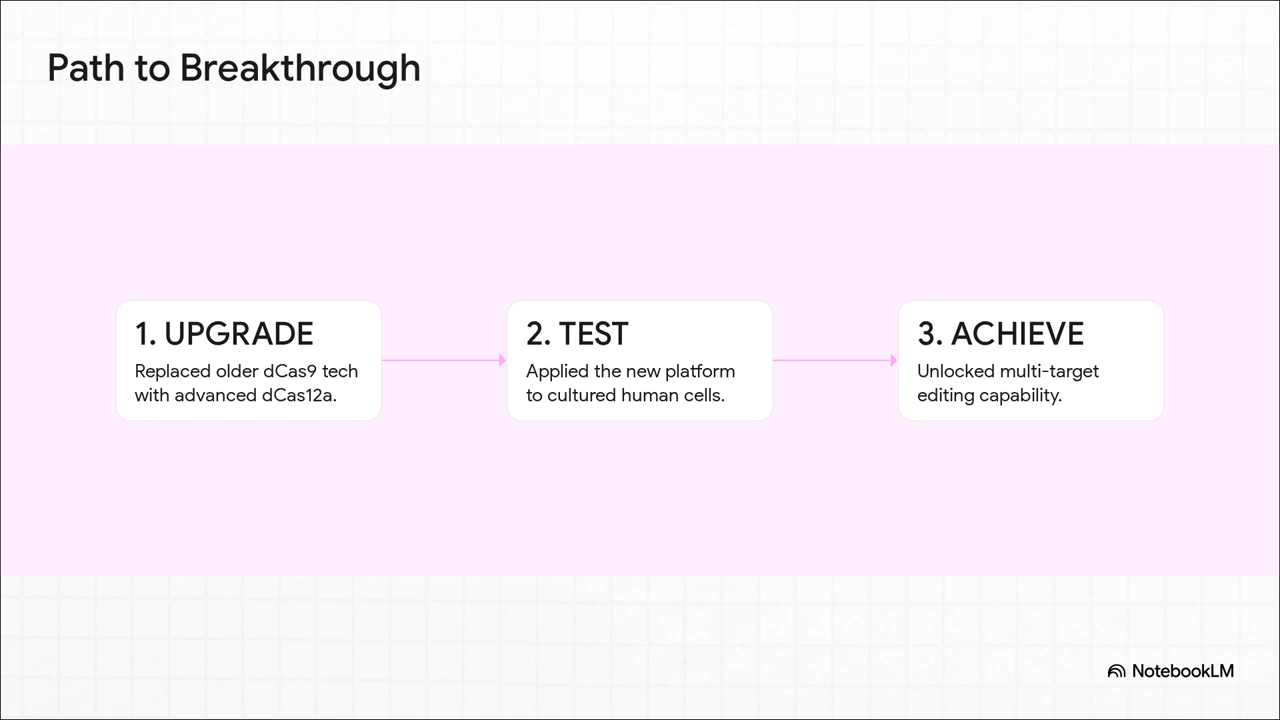 Path to Breakthrough
1. UPGRADE
Replaced older dCas9 tech
with advanced dCas12a.
2. TEST
Applied the new platform
to cultured human cells.
3. ACHIEVE
Unlocked multi-target
editing capability.
NotebookLM